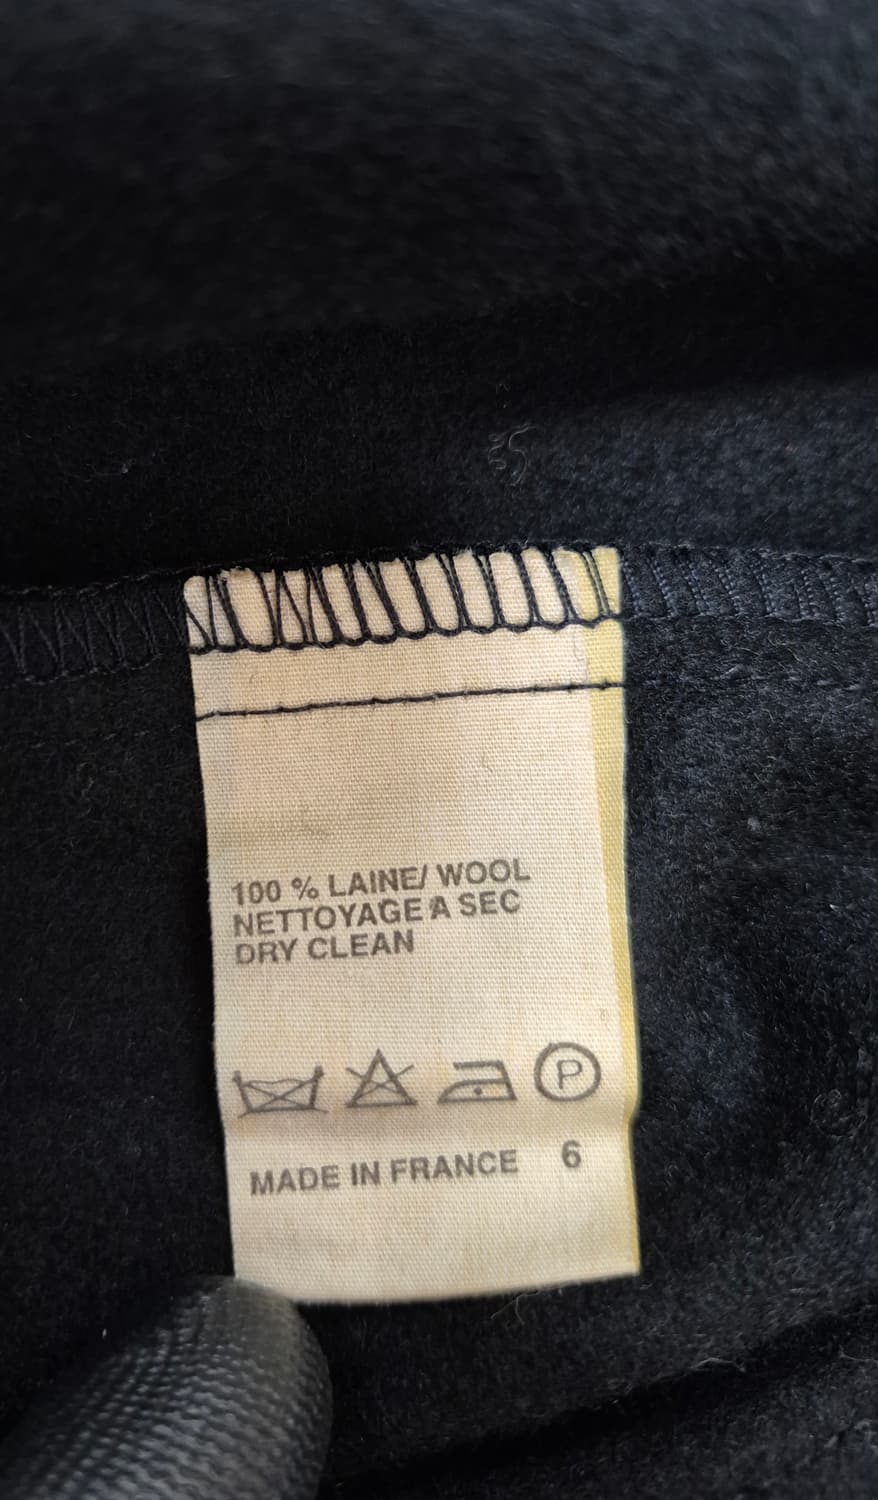 100 % LAINE/ WOOL
NETTOYAGE A SEC
DRY CLEAN
P
MADE IN FRANCE 6